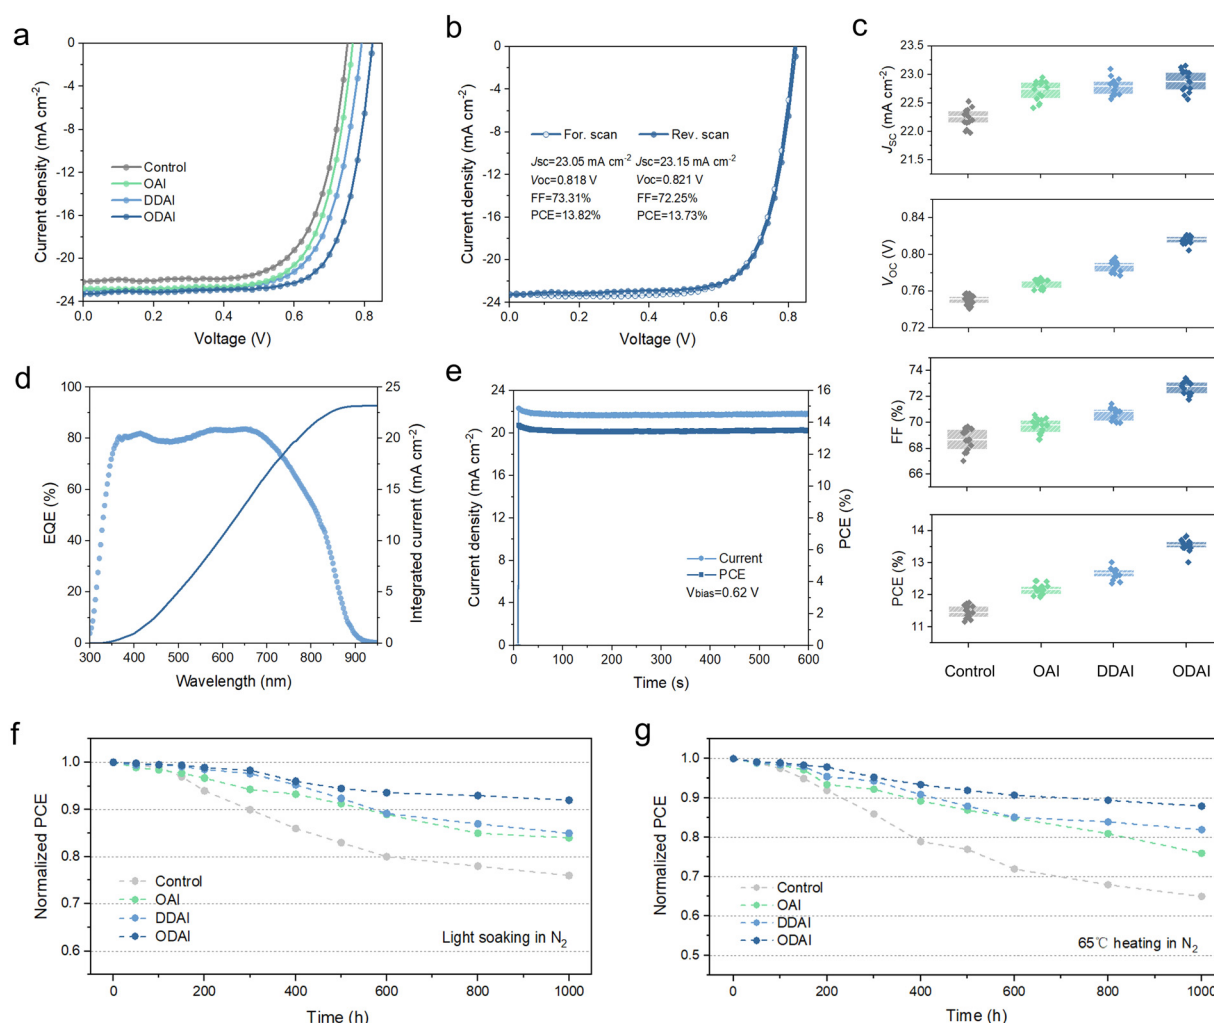 a
0
-4
-8
-12
-16
-20
-24
Current density (mA cm⁻²)
Control
OAI
DDAI
ODAI
0.0 0.2 0.4 0.6 0.8
Voltage (V)
b
0
-4
-8
-12
-16
-20
-24
Current density (mA cm⁻²)
For. scan Rev. scan
Jsc=23.05 mA cm⁻² Jsc=23.15 mA cm⁻²
Voc=0.818 V Voc=0.821 V
FF=73.31% FF=72.25%
PCE=13.82% PCE=13.73%
0.0 0.2 0.4 0.6 0.8
Voltage (V)
c
23.5
23.0
22.5
22.0
21.5
JSC (mA cm⁻²)
0.84
0.80
0.76
0.72
VOC (V)
74
72
70
68
66
FF (%)
14
13
12
11
PCE (%)
Control OAI DDAI ODAI
d
100
80
60
40
20
0
EQE (%)
25
20
15
10
5
0
Integrated current (mA cm⁻²)
300 400 500 600 700 800 900
Wavelength (nm)
e
24
21
18
15
12
9
6
3
0
Current density (mA cm⁻²)
16
14
12
10
8
6
4
2
0
PCE (%)
Current
PCE
Vbias=0.62 V
0 100 200 300 400 500 600
Time (s)
f
1.0
0.9
0.8
0.7
0.6
Normalized PCE
Control
OAI
DDAI
ODAI
Light soaking in N₂
0 200 400 600 800 1000
Time (h)
g
1.0
0.9
0.8
0.7
0.6
0.5
Normalized PCE
Control
OAI
DDAI
ODAI
65℃ heating in N₂
0 200 400 600 800 1000
Time (h)